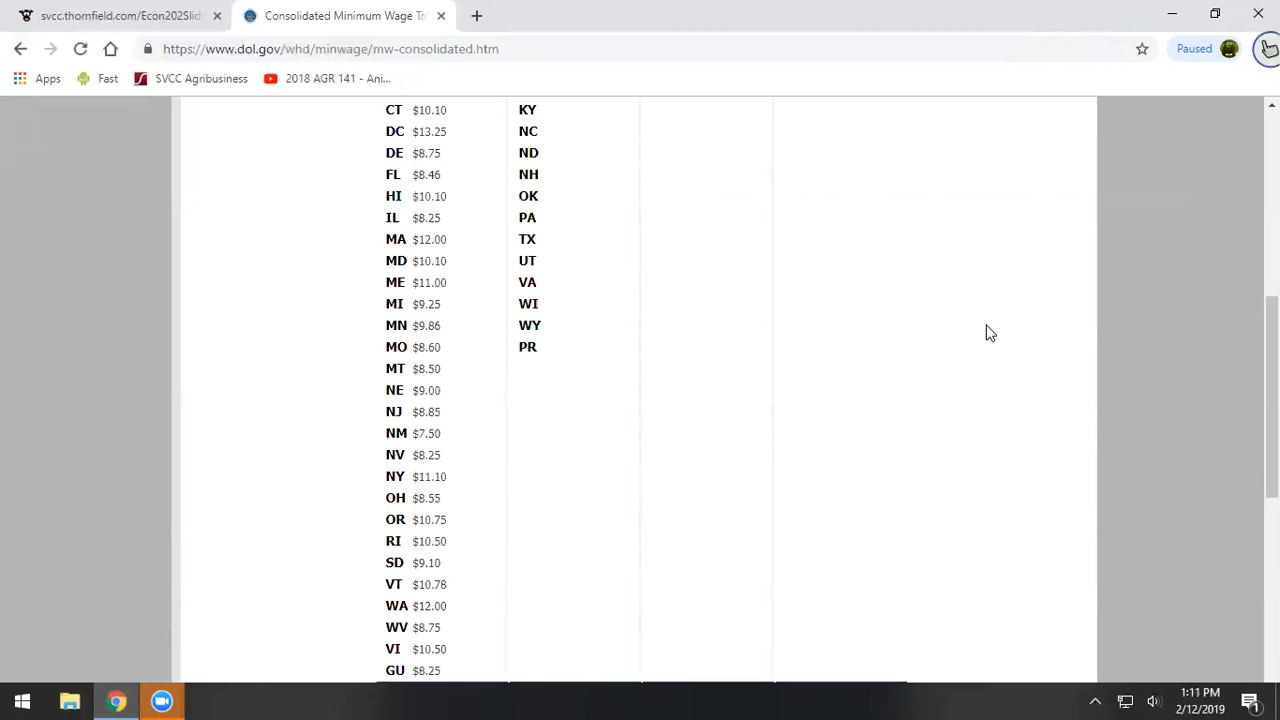 svcc.thornfield.com/Econ202Slid
Consolidated Minimum Wage Ta
https://www.dol.gov/whd/minwage/mw-consolidated.htm
Paused
Apps
Fast
SVCC Agribusiness
2018 AGR 141 - Ani...
CT $10.10 KY
DC $13.25 NC
DE $8.75 ND
FL $8.46 NH
HI $10.10 OK
IL $8.25 PA
MA $12.00 TX
MD $10.10 UT
ME $11.00 VA
MI $9.25 WI
MN $9.86 WY
MO $8.60 PR
MT $8.50
NE $9.00
NJ $8.85
NM $7.50
NV $8.25
NY $11.10
OH $8.55
OR $10.75
RI $10.50
SD $9.10
VT $10.78
WA $12.00
WV $8.75
VI $10.50
GU $8.25
1:11 PM
2/12/2019
1